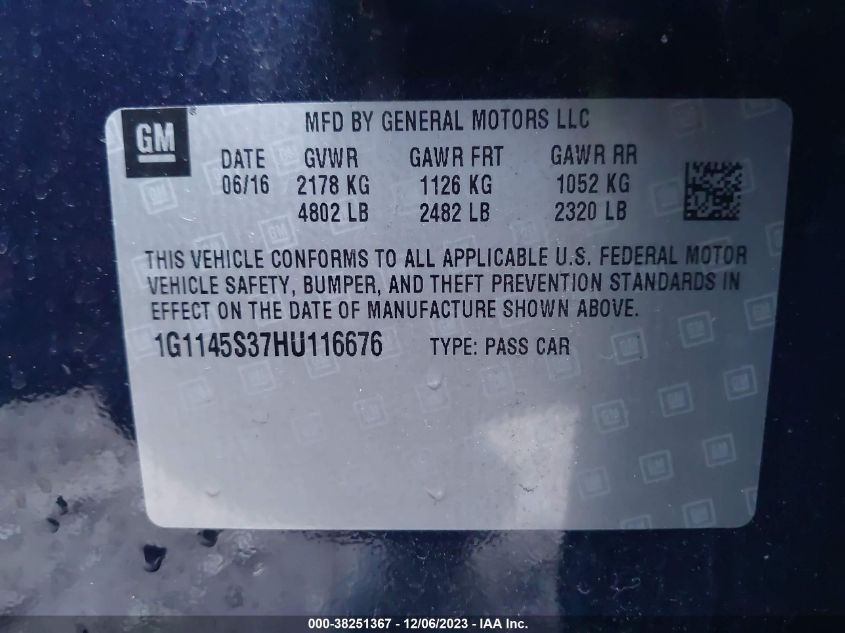 GM
MFD BY GENERAL MOTORS LLC
DATE GVWR GAWR FRT GAWR RR
06/16 2178 KG 1126 KG 1052 KG
4802 LB 2482 LB 2320 LB
THIS VEHICLE CONFORMS TO ALL APPLICABLE U.S. FEDERAL MOTOR
VEHICLE SAFETY, BUMPER, AND THEFT PREVENTION STANDARDS IN
EFFECT ON THE DATE OF MANUFACTURE SHOWN ABOVE.
1G1145S37HU116676 TYPE: PASS CAR
000-38251367 - 12/06/2023 - IAA Inc.